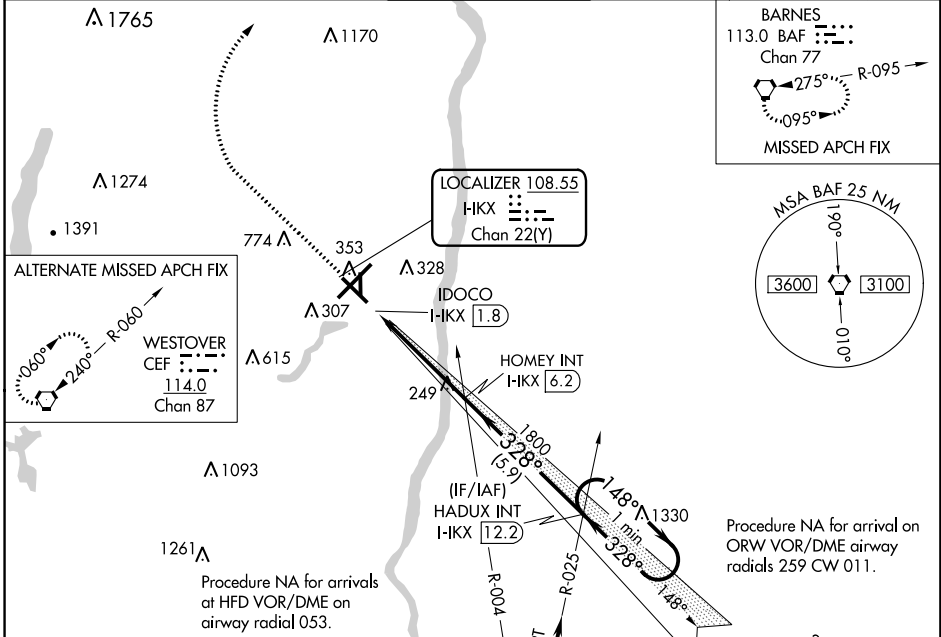 1765
1170
BARNES
113.0 BAF
Chan 77
275°
R-095
095°
MISSED APCH FIX
1274
1391
LOCALIZER 108.55
I-IKX
Chan 22(Y)
MSA BAF 25 NM
190°
3600
3100
010°
774
353
328
307
ALTERNATE MISSED APCH FIX
R-060
060°
240°
WESTOVER
CEF
114.0
Chan 87
IDOCO
I-IKX 1.8
615
HOMEY INT
I-IKX 6.2
249
1800
328°
(5.9)
1093
(IF/IAF)
HADUX INT
I-IKX 12.2
148°
1330
1 min
328°
148°
Procedure NA for arrival on
ORW VOR/DME airway
radials 259 CW 011.
1261
Procedure NA for arrivals
at HFD VOR/DME on
airway radial 053.
R-004
R-025